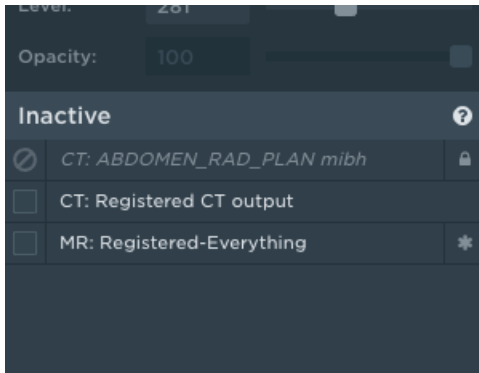 Level: 281
Opacity: 100
Inactive ?
CT: ABDOMEN_RAD_PLAN mibh
CT: Registered CT output
MR: Registered-Everything *